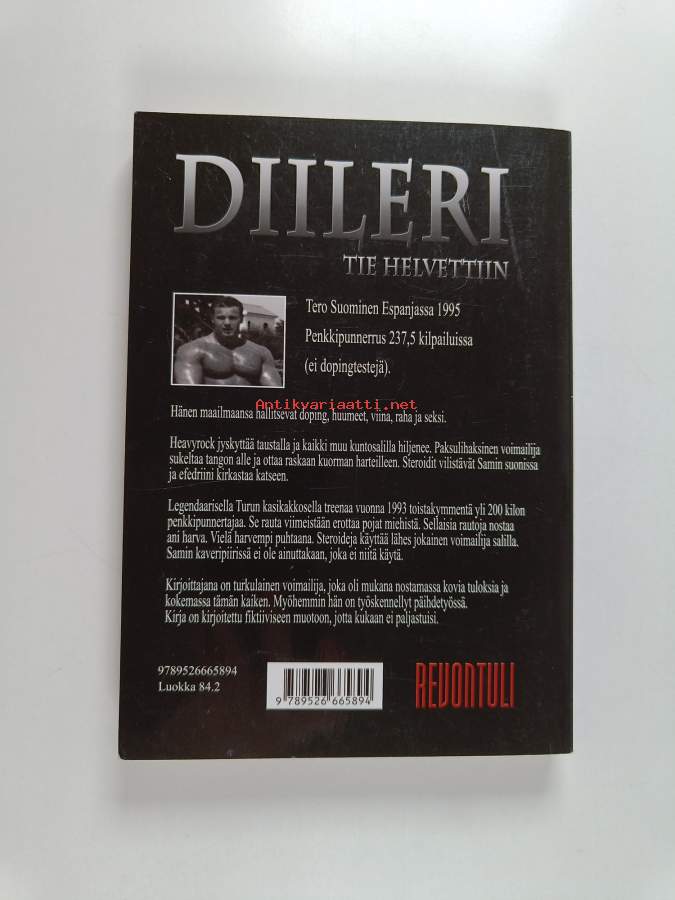 DIILERI
TIE HELVETTIIN
Tero Suominen Espanjassa 1995
Penkkipunnerrus 237,5 kilpailuissa
(ei dopingtestejä).
Antikvariaatti.net
Hänen maailmaansa hallitsevat doping, huumeet, viina, raha ja seksi.
Heavyrock jyskyttää taustalla ja kaikki muu kuntosalilla hiljenee. Paksulihaksinen voimailija
sukeltaa tangon alle ja ottaa raskaan kuorman harteilleen. Steroidit vilistävät Samin suonissa
ja efedriini kirkastaa katseen.
Legendaarisella Turun kasikakkosella treenaa vuonna 1993 toistakymmentä yli 200 kilon
penkkipunnertajaa. Se rauta viimeistään erottaa pojat miehistä. Sellaisia rautoja nostaa
ani harva. Vielä harvempi puhtaana. Steroideja käyttää lähes jokainen voimailija salilla.
Samin kaveripiirissä ei ole ainuttakaan, joka ei niitä käytä.
Kirjoittajana on turkulainen voimailija, joka oli mukana nostamassa kovia tuloksia ja
kokemassa tämän kaiken. Myöhemmin hän on työskennellyt päihdetyössä.
Kirja on kirjoitettu fiktiiviseen muotoon, jotta kukaan ei paljastuisi.
9789526665894
Luokka 84.2
9 789526 665894
REVONTULI